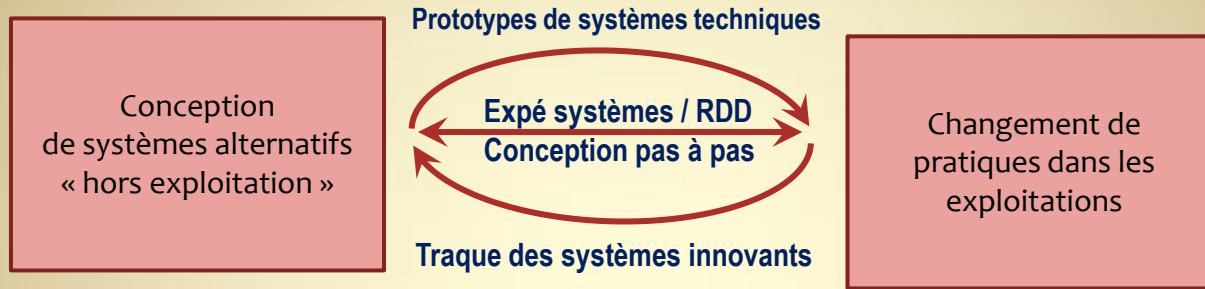 Prototypes de systèmes techniques
Conception
de systèmes alternatifs
« hors exploitation »
Expé systèmes / RDD
Conception pas à pas
Traque des systèmes innovants
Changement de
pratiques dans les
exploitations